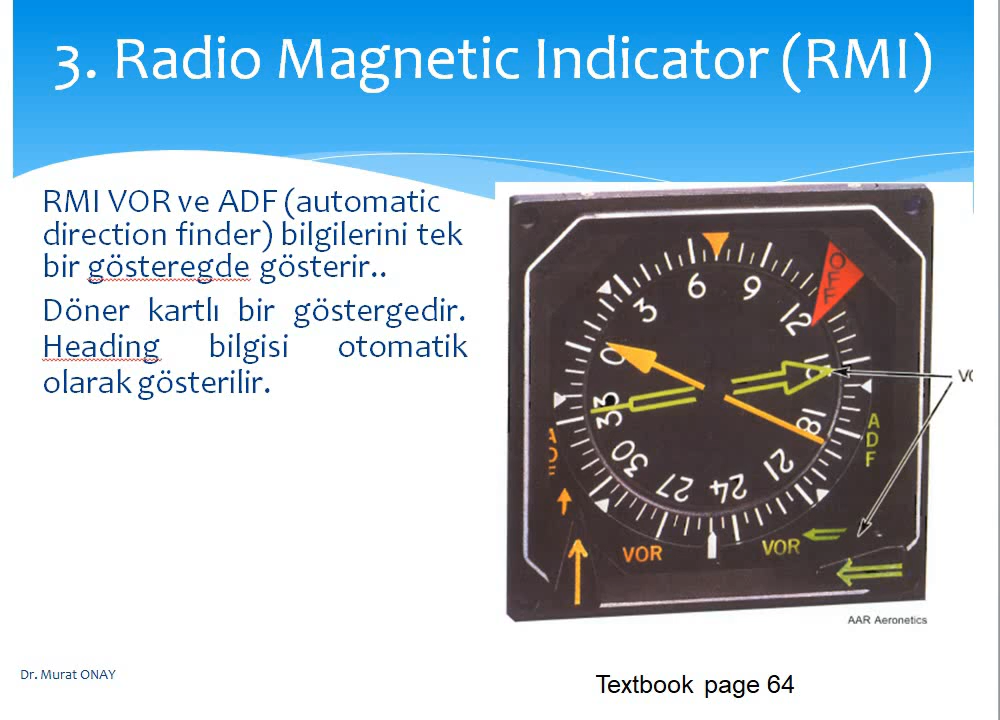 3. Radio Magnetic Indicator (RMI)
RMI VOR ve ADF (automatic
direction finder) bilgilerini tek
bir gösteregde gösterir..
Döner kartlı bir göstergedir.
Heading bilgisi otomatik
olarak gösterilir.
OFF
3
6
9
12
0
33
30
27
24
21
18
ADF
ADF
VOR
VOR
AAR Aeronetics
Dr. Murat ONAY
Textbook page 64